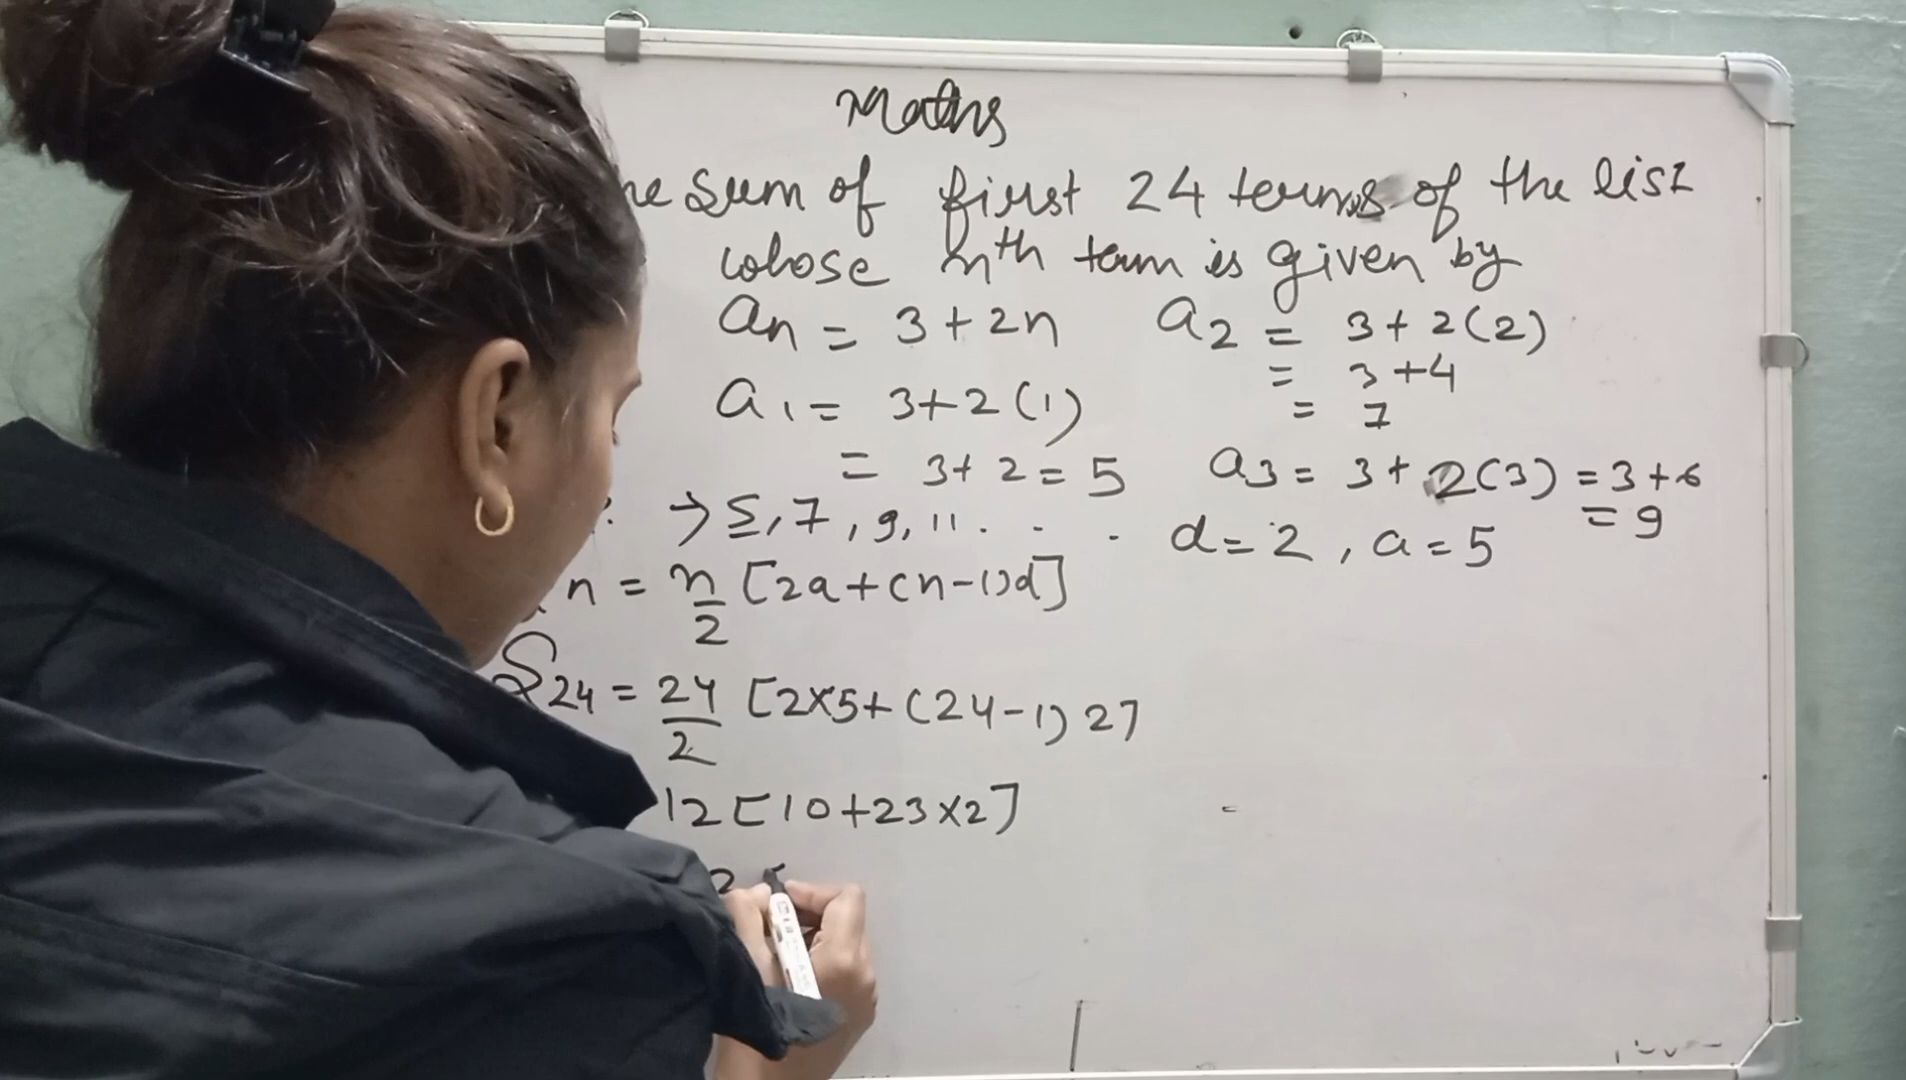 Maths
he sum of first 24 terms of the list
whose nth term is given by
an = 3+2n
a1 = 3+2(1)
= 3+2=5
a2 = 3+2(2)
= 3+4
= 7
a3 = 3+2(3) = 3+6
= 9
→ 5, 7, 9, 11 . . .
d=2, a=5
n = n/2 [2a+(n-1)d]
S24 = 24/2 [2×5+(24-1)2]
12[10+23×2]
2